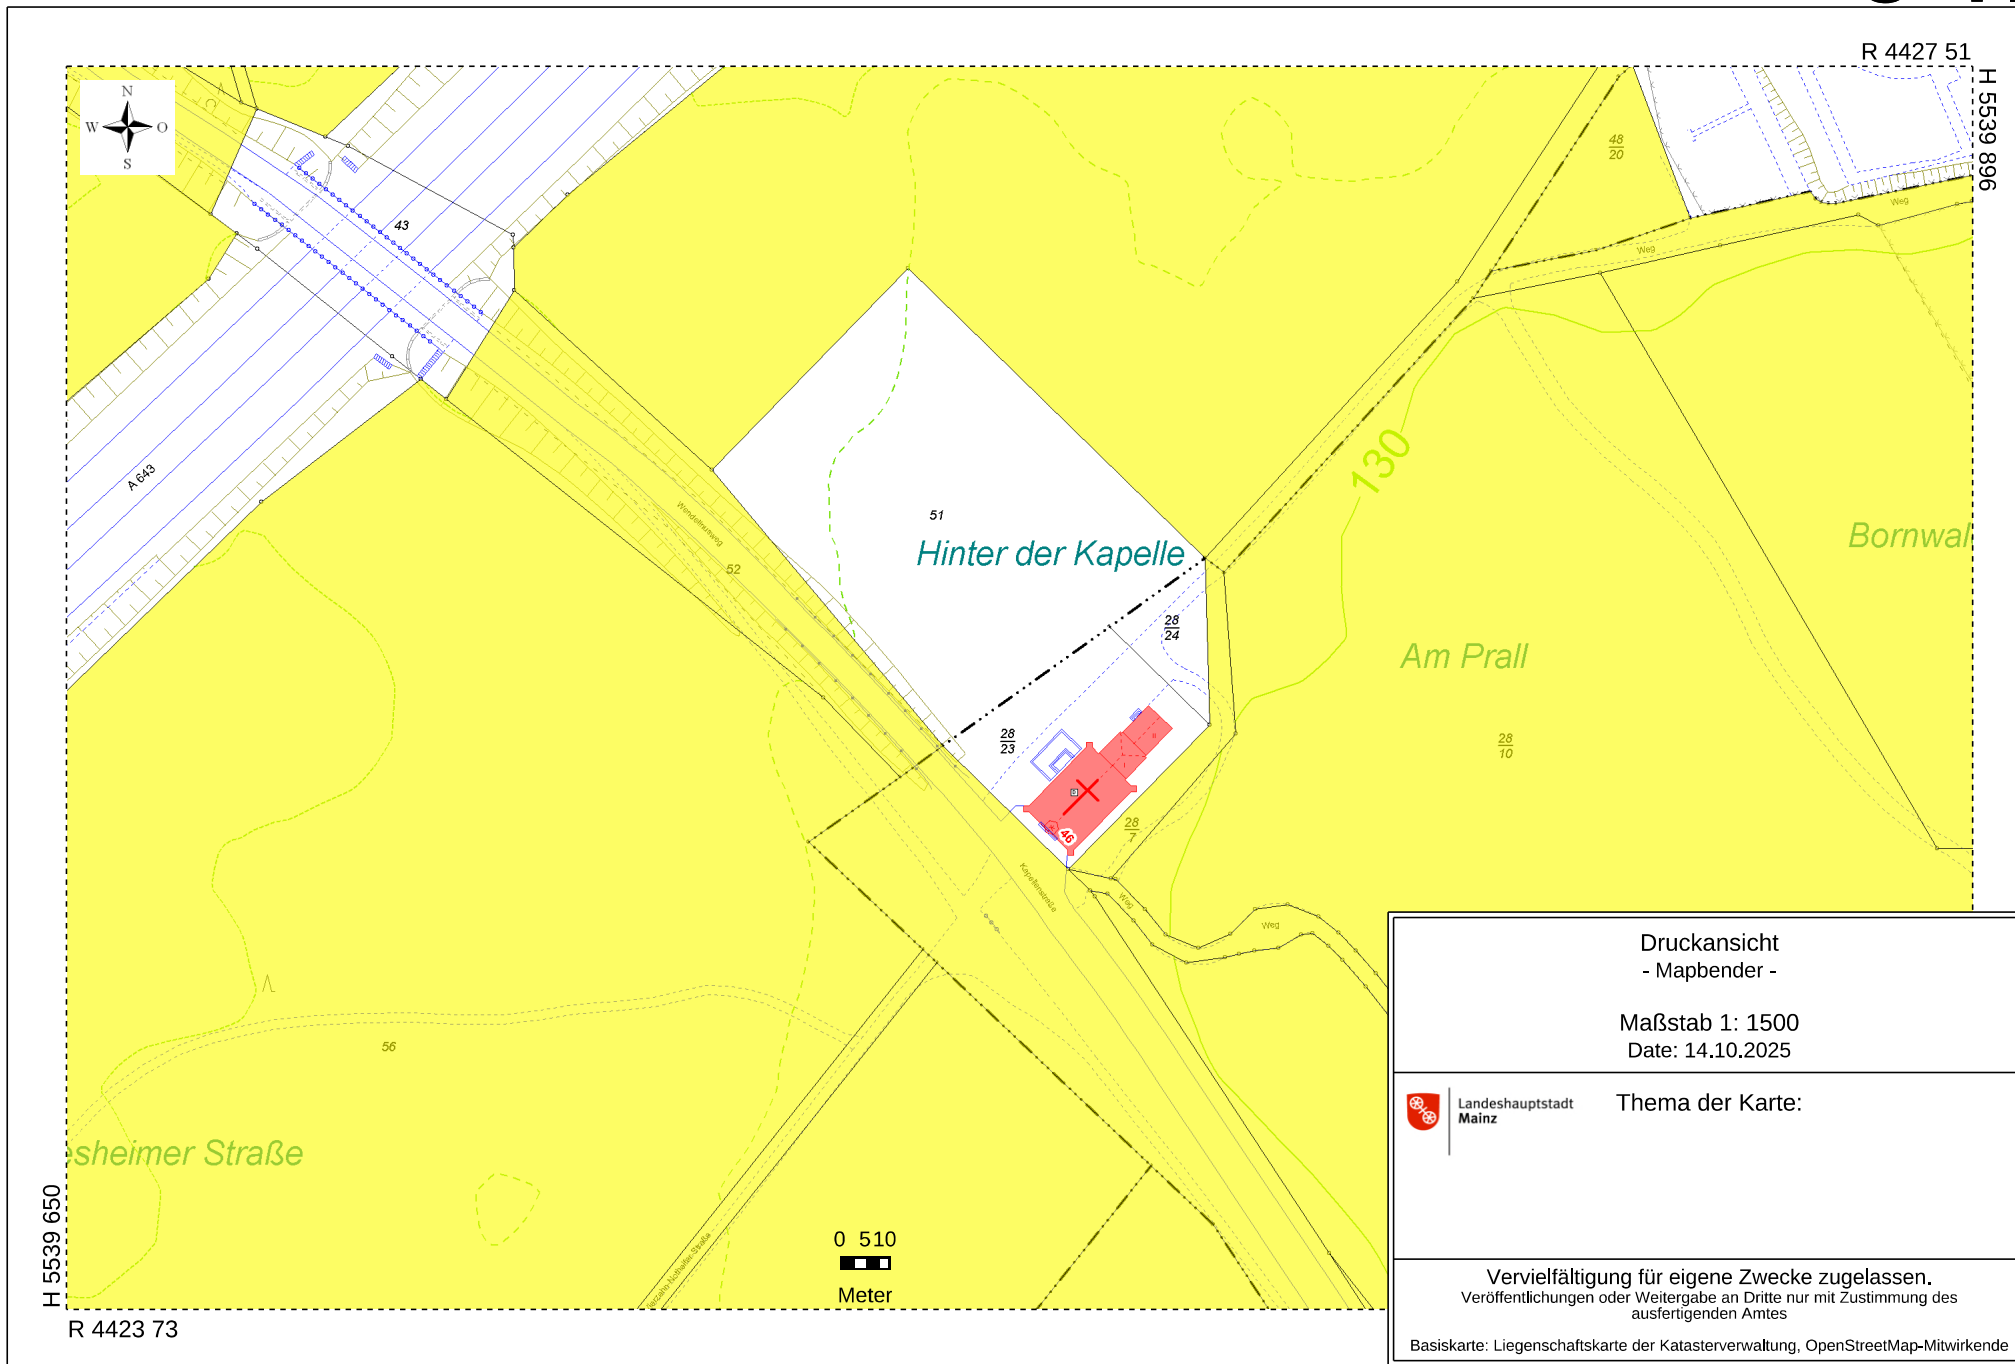 R 4427 51
H 5539 896
N
W
O
S
43
48
20
Weg
Weg
A 643
130
51
Hinter der Kapelle
Wendelinusweg
52
Bornwal
28
24
Am Prall
28
23
28
10
28
7
46
Kapellenstraße
Weg
Weg
56
esheimer Straße
H 5539 650
R 4423 73
0 510
Meter
Druckansicht
- Mapbender -
Maßstab 1: 1500
Date: 14.10.2025
Landeshauptstadt
Mainz
Thema der Karte:
Vervielfältigung für eigene Zwecke zugelassen.
Veröffentlichungen oder Weitergabe an Dritte nur mit Zustimmung des
ausfertigenden Amtes
Basiskarte: Liegenschaftskarte der Katasterverwaltung, OpenStreetMap-Mitwirkende